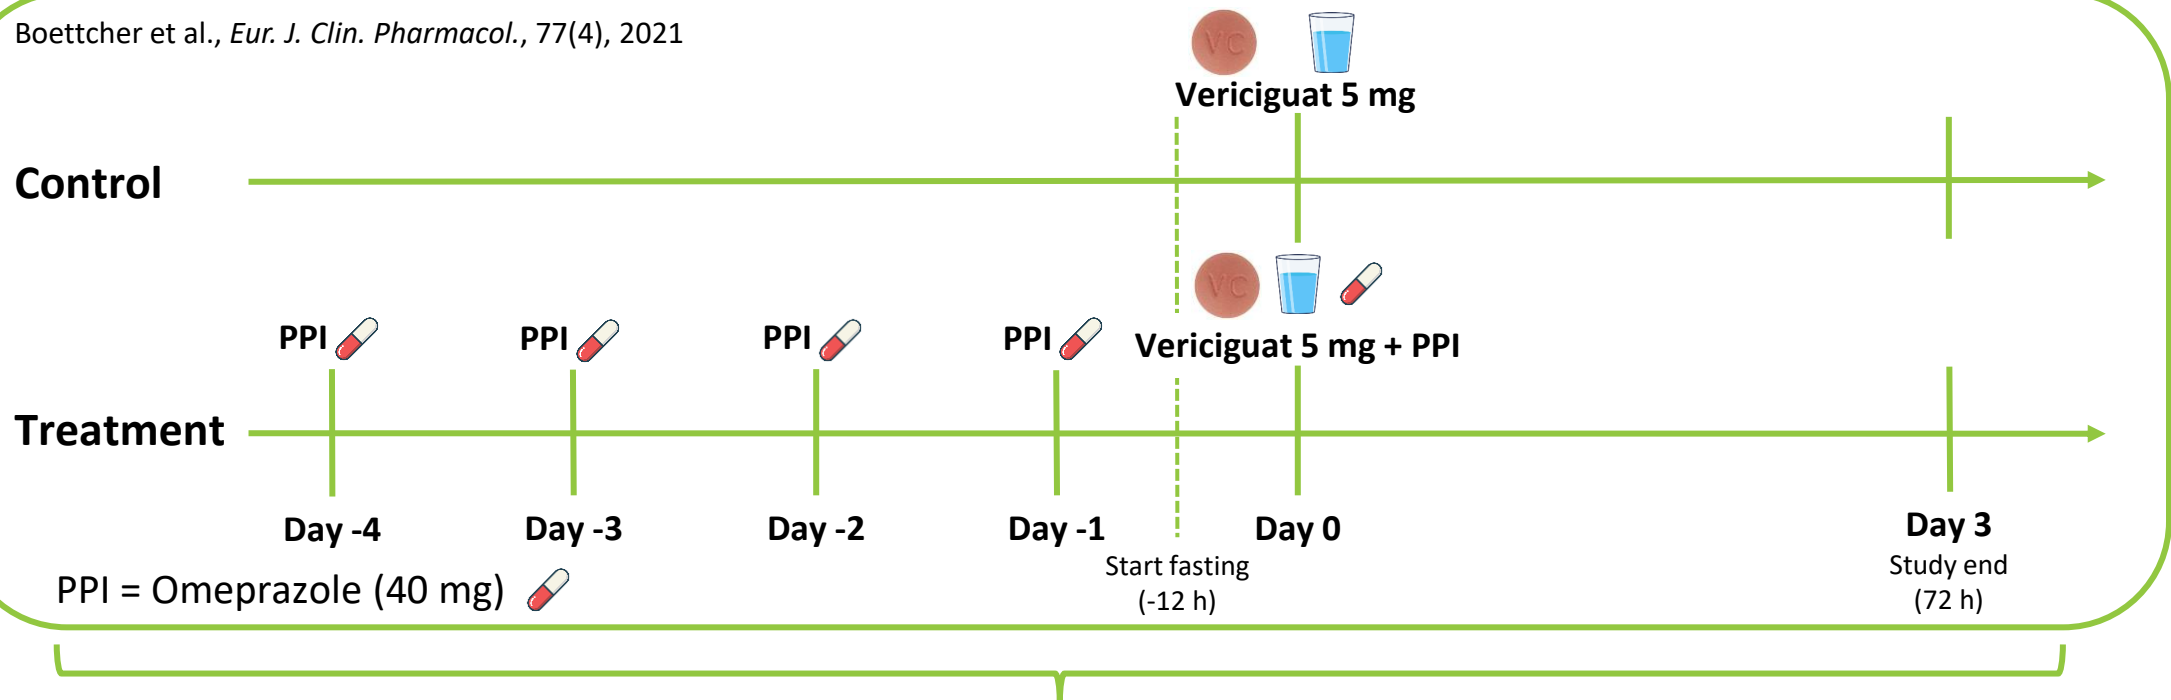 Boettcher et al., Eur. J. Clin. Pharmacol., 77(4), 2021
VC
Vericiguat 5 mg
Control
VC
PPI
PPI
PPI
PPI
Vericiguat 5 mg + PPI
Treatment
Day -4
Day -3
Day -2
Day -1
Day 0
Day 3
Start fasting
(-12 h)
Study end
(72 h)
PPI = Omeprazole (40 mg)